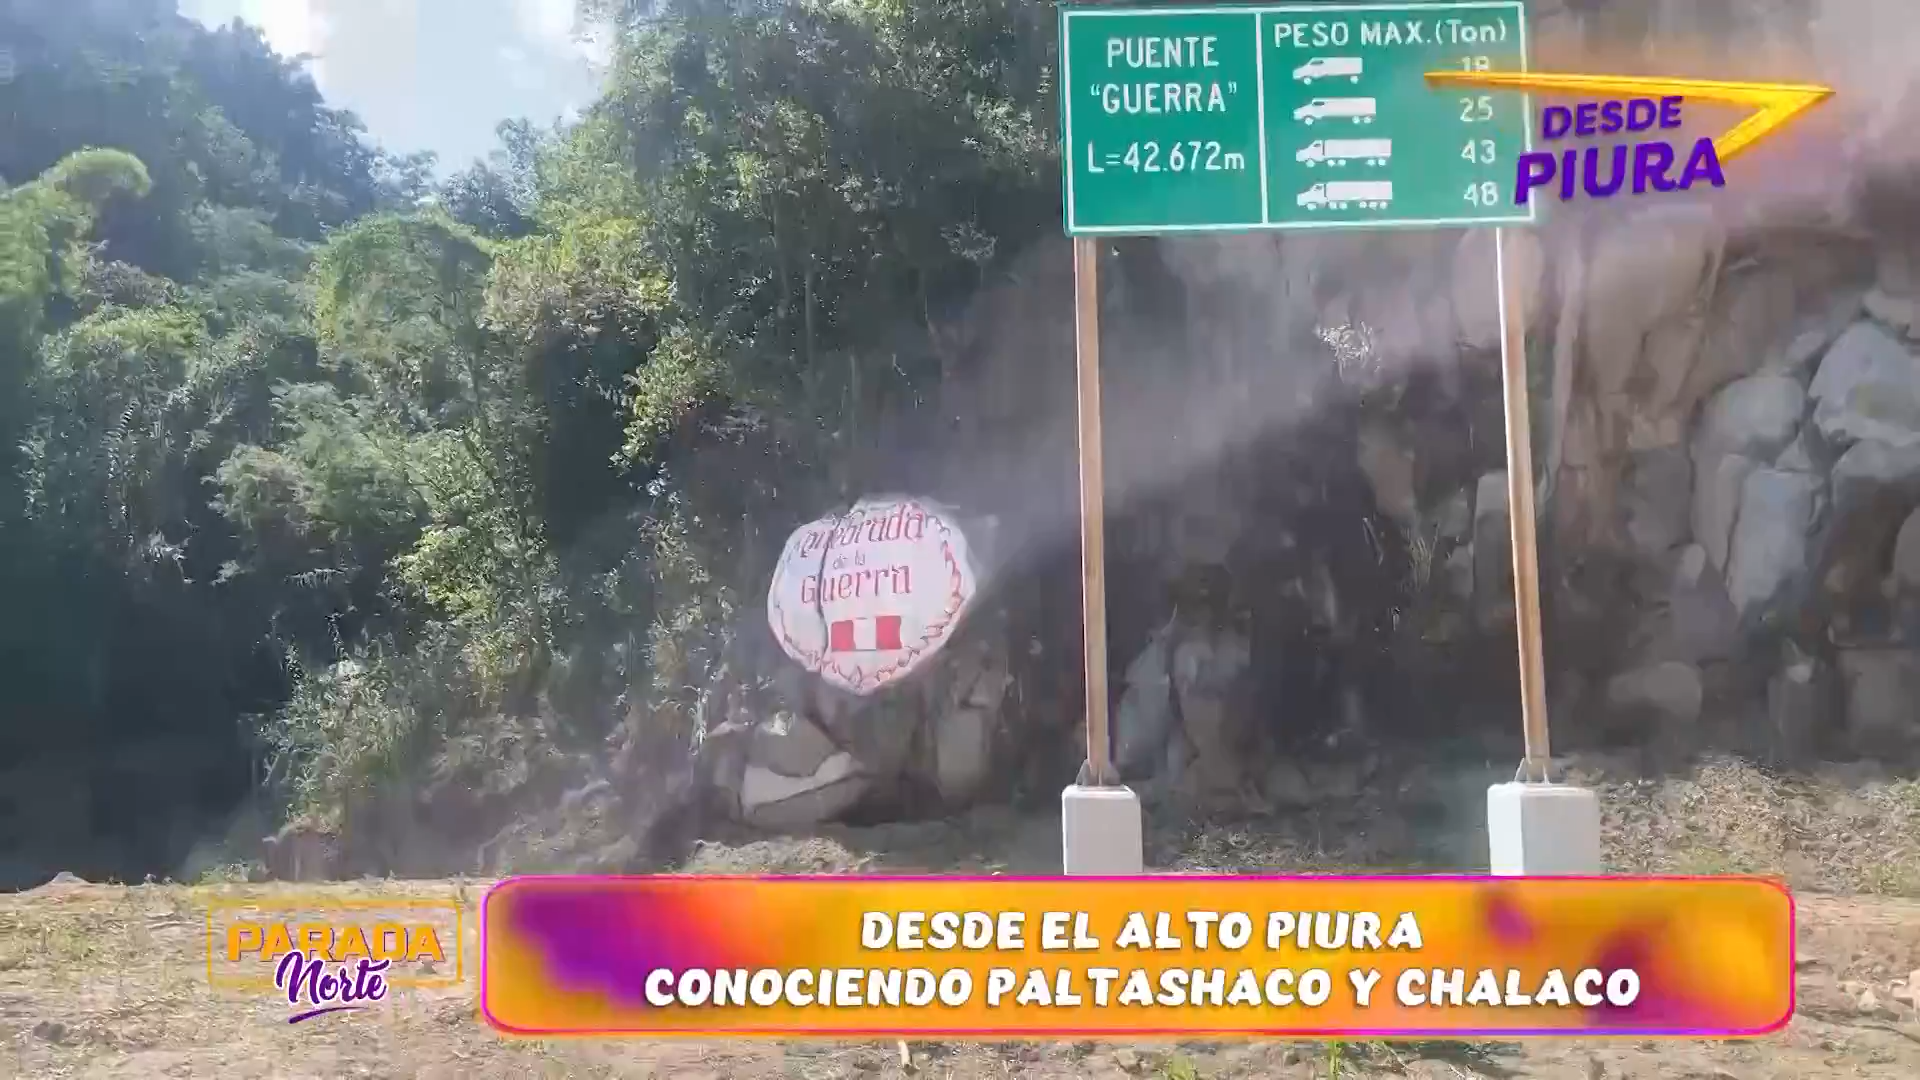 PUENTE
"GUERRA"
L=42.672m
PESO MAX.(Ton)
18
25
43
48
DESDE
PIURA
Quebrada
de la
Guerra
PARADA
Norte
DESDE EL ALTO PIURA
CONOCIENDO PALTASHACO Y CHALACO